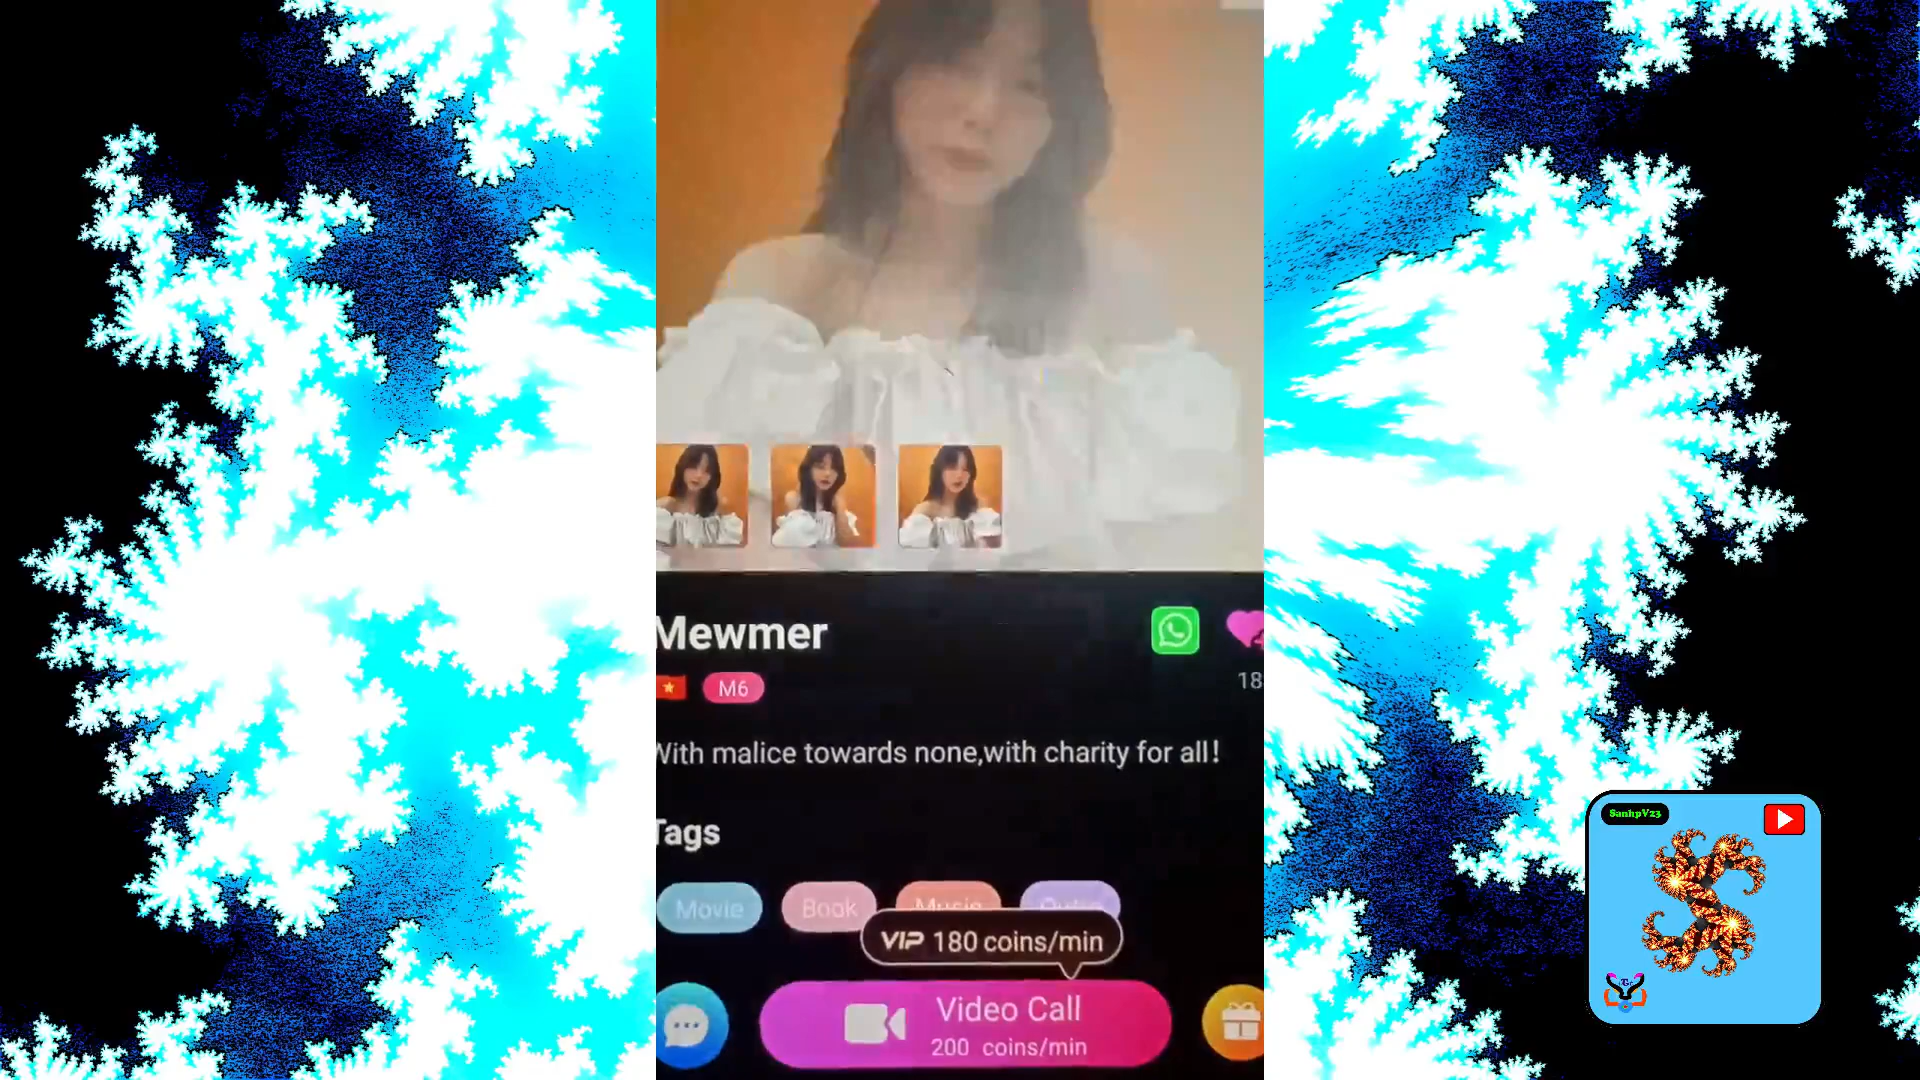 Mewmer
M6
18
With malice towards none,with charity for all!
Tags
Movie
Book
Music
VIP 180 coins/min
Video Call
200 coins/min
SanhpV23